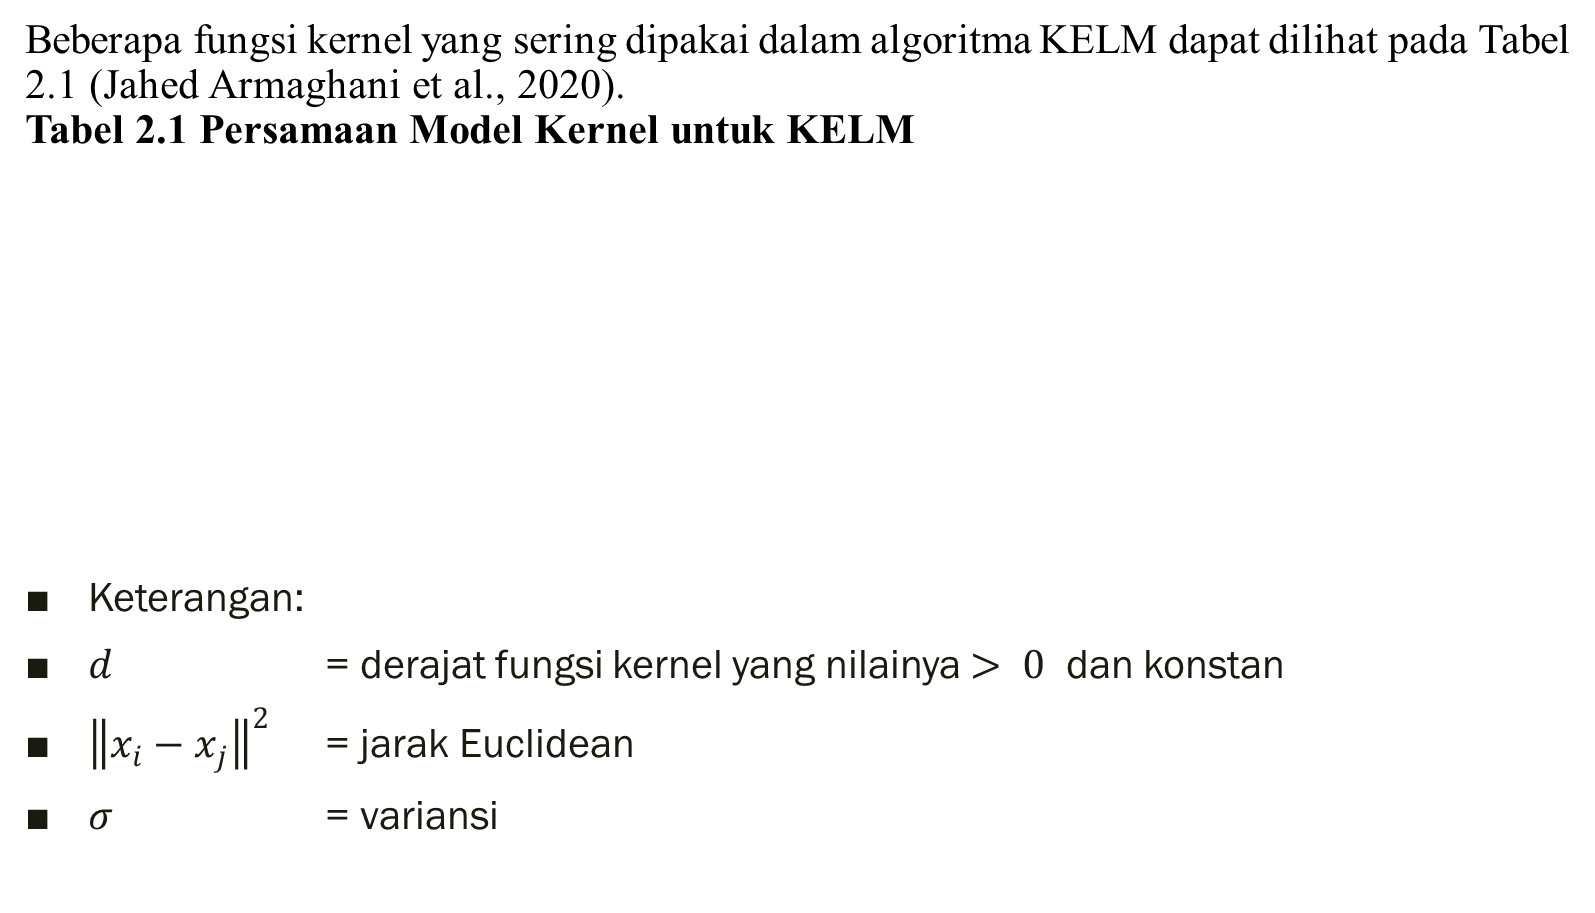 Beberapa fungsi kernel yang sering dipakai dalam algoritma KELM dapat dilihat pada Tabel
2.1 (Jahed Armaghani et al., 2020).
Tabel 2.1 Persamaan Model Kernel untuk KELM
■ Keterangan:
■ d = derajat fungsi kernel yang nilainya > 0 dan konstan
■ ‖xᵢ − xⱼ‖² = jarak Euclidean
■ σ = variansi